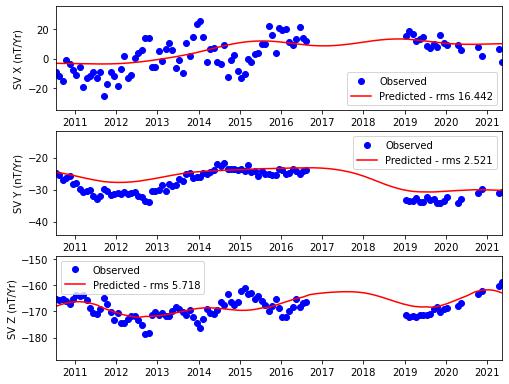 SV X (nT/Yr)
20
0
−20
Observed
Predicted - rms 16.442
2011 2012 2013 2014 2015 2016 2017 2018 2019 2020 2021
SV Y (nT/Yr)
−20
−30
−40
Observed
Predicted - rms 2.521
2011 2012 2013 2014 2015 2016 2017 2018 2019 2020 2021
SV Z (nT/Yr)
−150
−160
−170
−180
Observed
Predicted - rms 5.718
2011 2012 2013 2014 2015 2016 2017 2018 2019 2020 2021